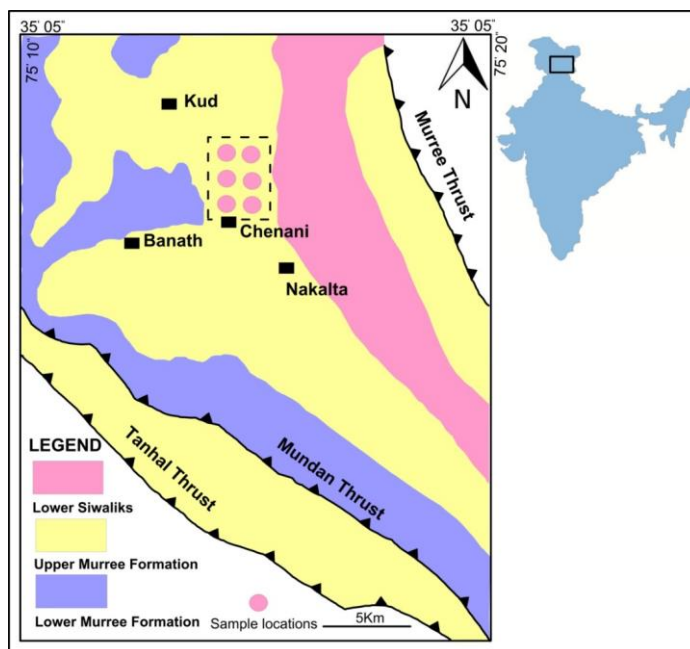 35' 05'
35' 05'
75' 10'
75' 20'
N
Kud
Murree Thrust
Chenani
Banath
Nakalta
LEGEND
Lower Siwaliks
Upper Murree Formation
Lower Murree Formation
Tanhal Thrust
Mundan Thrust
Sample locations
5Km